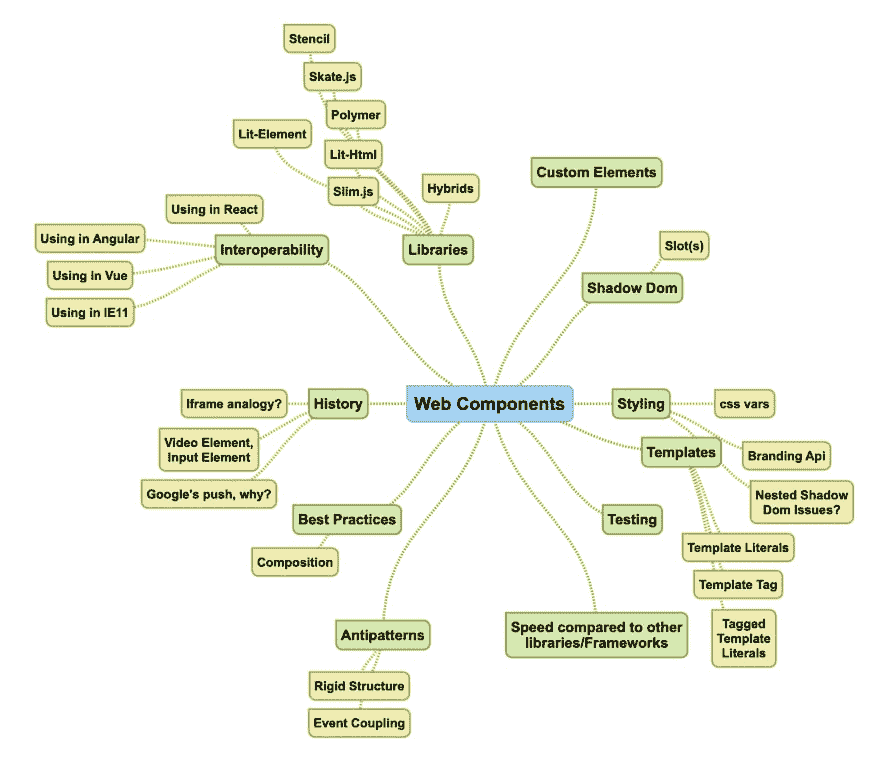 Stencil
Skate.js
Polymer
Lit-Element
Lit-Html
Slim.js
Hybrids
Custom Elements
Using in React
Using in Angular
Interoperability
Libraries
Slot(s)
Using in Vue
Shadow Dom
Using in IE11
Iframe analogy?
History
Web Components
Styling
css vars
Video Element,
Input Element
Templates
Branding Api
Google's push, why?
Nested Shadow
Dom Issues?
Best Practices
Testing
Composition
Template Literals
Template Tag
Antipatterns
Speed compared to other
libraries/Frameworks
Tagged
Template
Literals
Rigid Structure
Event Coupling